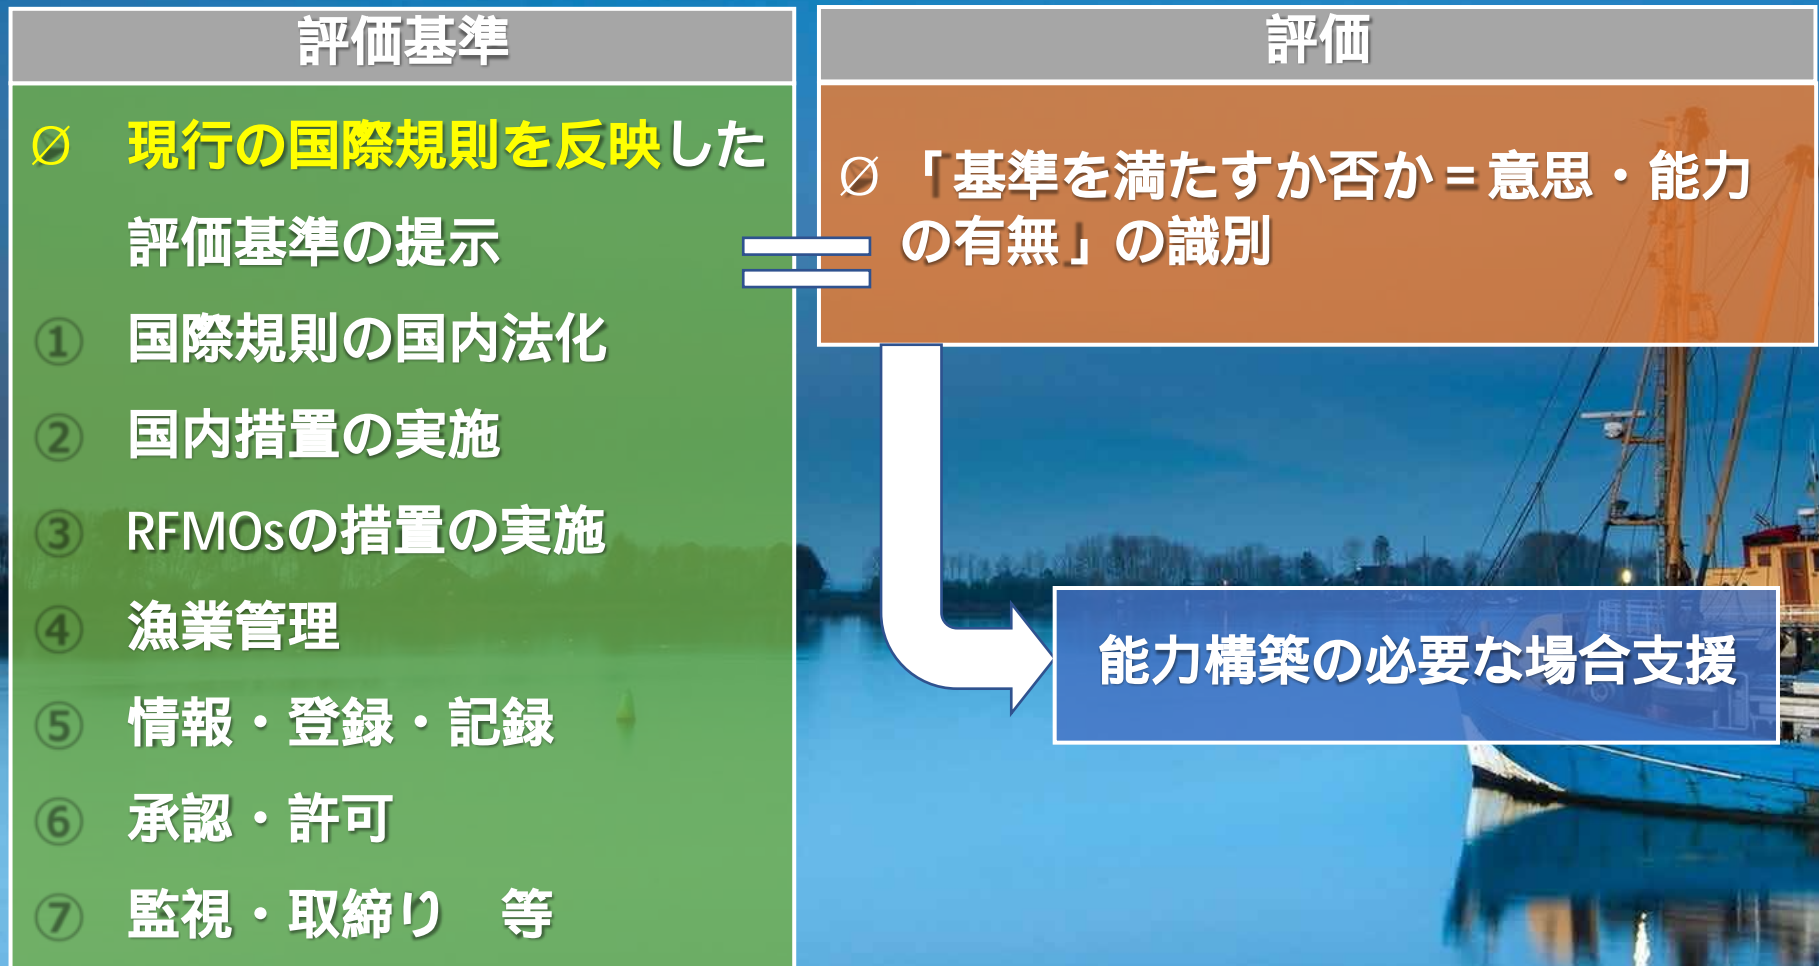 評価基準
Ø 現行の国際規則を反映した
評価基準の提示
① 国際規則の国内法化
② 国内措置の実施
③ RFMOsの措置の実施
④ 漁業管理
⑤ 情報・登録・記録
⑥ 承認・許可
⑦ 監視・取締り　等
評価
Ø 「基準を満たすか否か＝意思・能力
の有無」の識別
能力構築の必要な場合支援